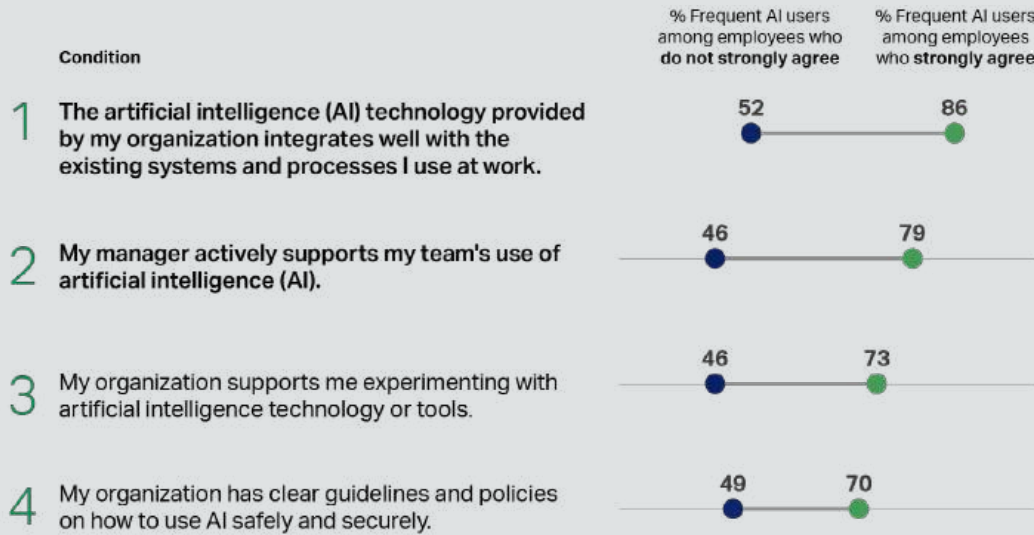 % Frequent AI users
among employees who
do not strongly agree
% Frequent AI users
among employees
who strongly agree
Condition
1
The artificial intelligence (AI) technology provided
by my organization integrates well with the
existing systems and processes I use at work.
52
86
2
My manager actively supports my team's use of
artificial intelligence (AI).
46
79
3
My organization supports me experimenting with
artificial intelligence technology or tools.
46
73
4
My organization has clear guidelines and policies
on how to use AI safely and securely.
49
70